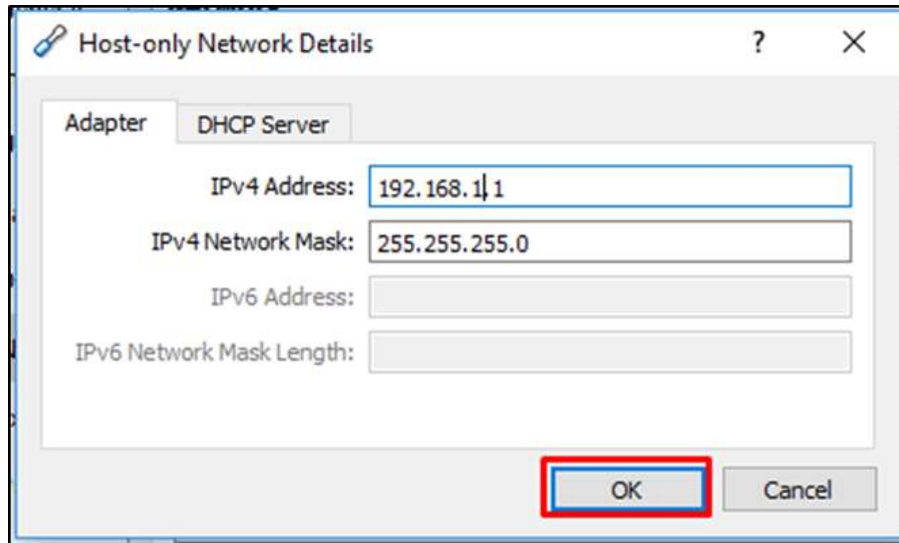 Host-only Network Details
?
Adapter
DHCP Server
IPv4 Address: 192.168.1.1
IPv4 Network Mask: 255.255.255.0
IPv6 Address:
IPv6 Network Mask Length:
OK
Cancel